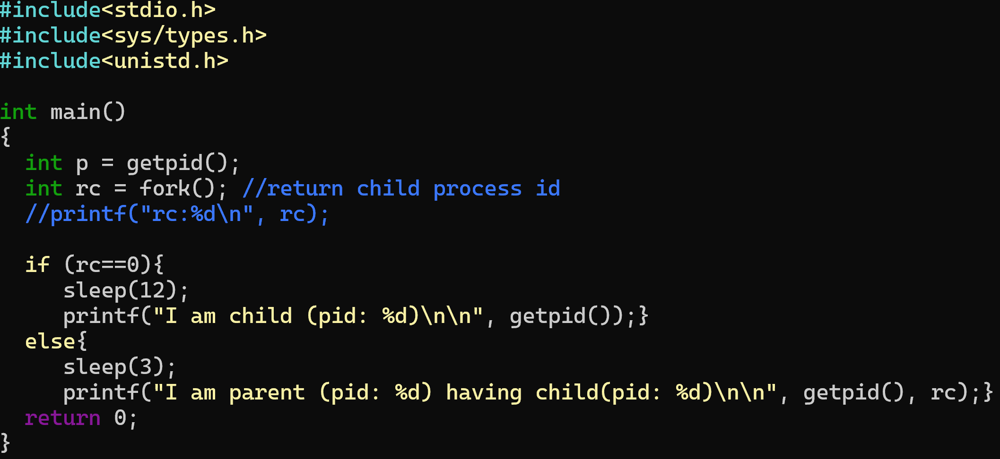 #include<stdio.h>
#include<sys/types.h>
#include<unistd.h>

int main()
{
  int p = getpid();
  int rc = fork(); //return child process id
  //printf("rc:%d\n", rc);

  if (rc==0){
     sleep(12);
     printf("I am child (pid: %d)\n\n", getpid());}
  else{
     sleep(3);
     printf("I am parent (pid: %d) having child(pid: %d)\n\n", getpid(), rc);}
  return 0;
}